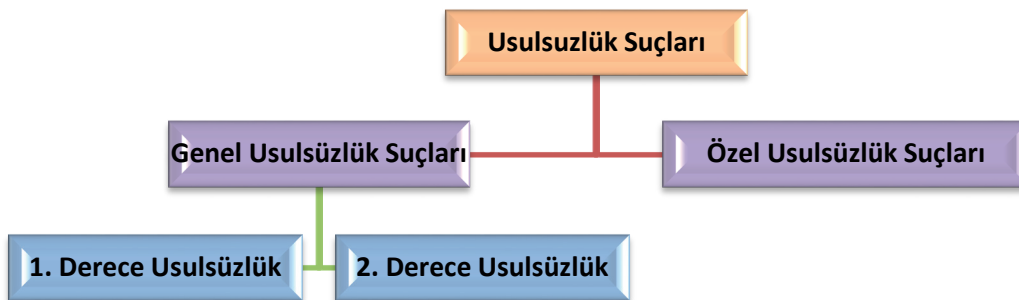 Usulsuzlük Suçları
Genel Usulsüzlük Suçları
Özel Usulsüzlük Suçları
1. Derece Usulsüzlük
2. Derece Usulsüzlük